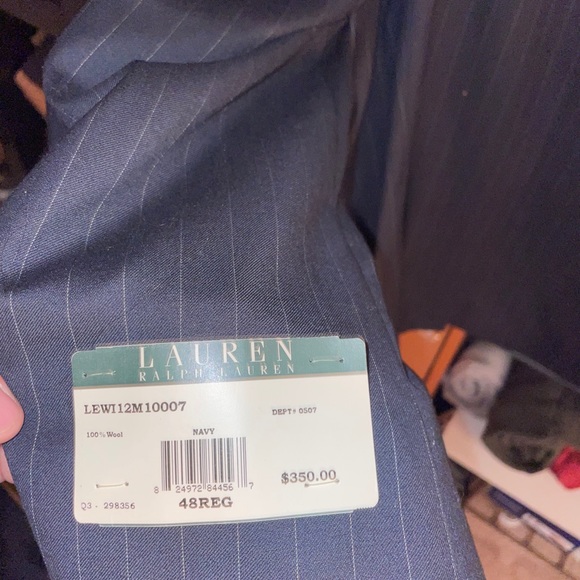 LAUREN
RALPH LAUREN
LEWI12M10007
DEPT# 0507
100% Wool
NAVY
8 24972 84456 7
$350.00
48REG
Q3 - 298356